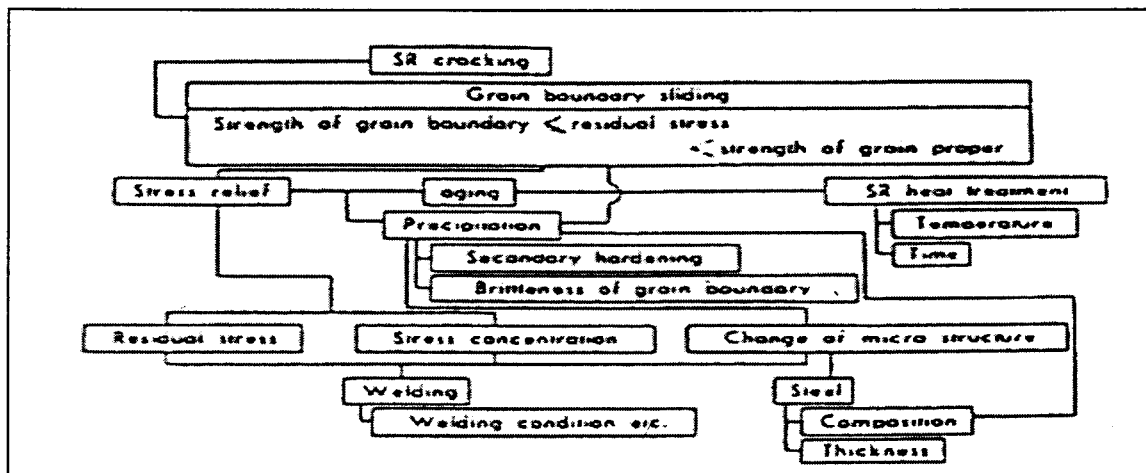 SR cracking
Grain boundary sliding
Strength of grain boundary < residual stress
< strength of grain proper
Stress relief
aging
SR heat treatment
Precipitation
Temperature
Time
Secondary hardening
Brittleness of grain boundary
Residual stress
Stress concentration
Change of micro structure
Welding
Steel
Welding condition etc.
Composition
Thickness